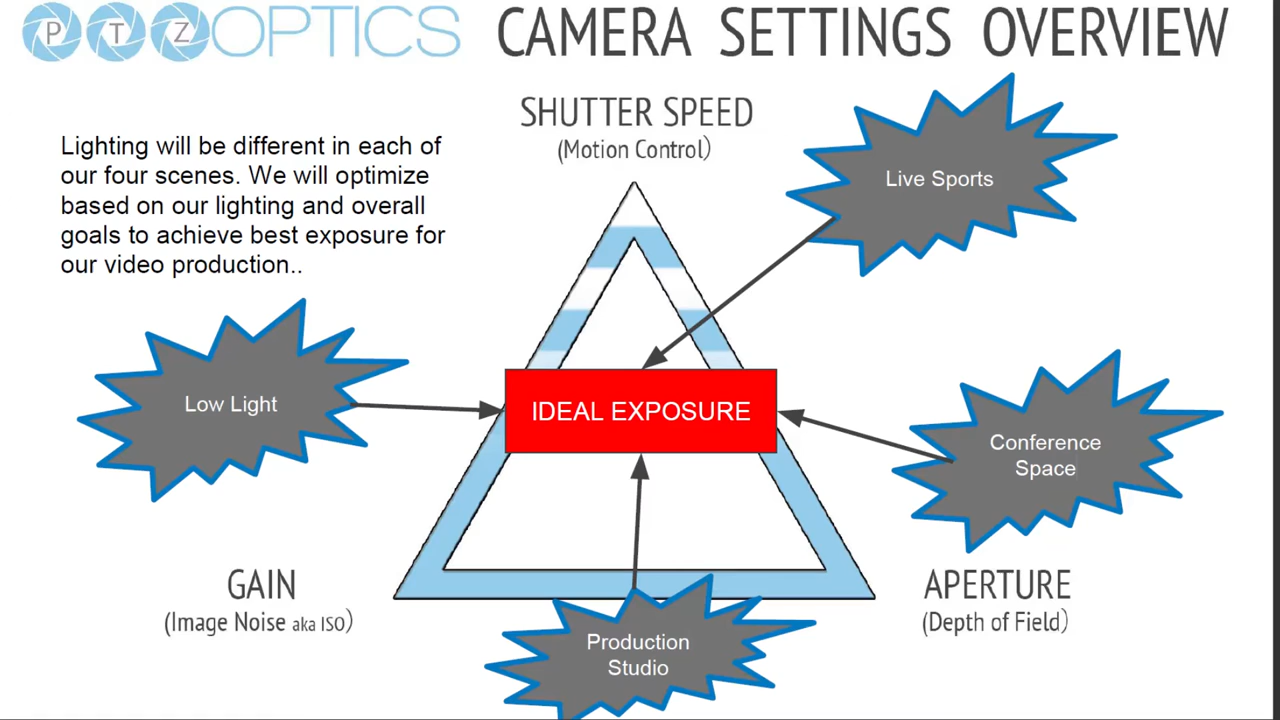 PTZOPTICS
CAMERA SETTINGS OVERVIEW
SHUTTER SPEED
(Motion Control)
Lighting will be different in each of
our four scenes. We will optimize
based on our lighting and overall
goals to achieve best exposure for
our video production..
Live Sports
Low Light
IDEAL EXPOSURE
Conference
Space
GAIN
(Image Noise aka ISO)
APERTURE
(Depth of Field)
Production
Studio